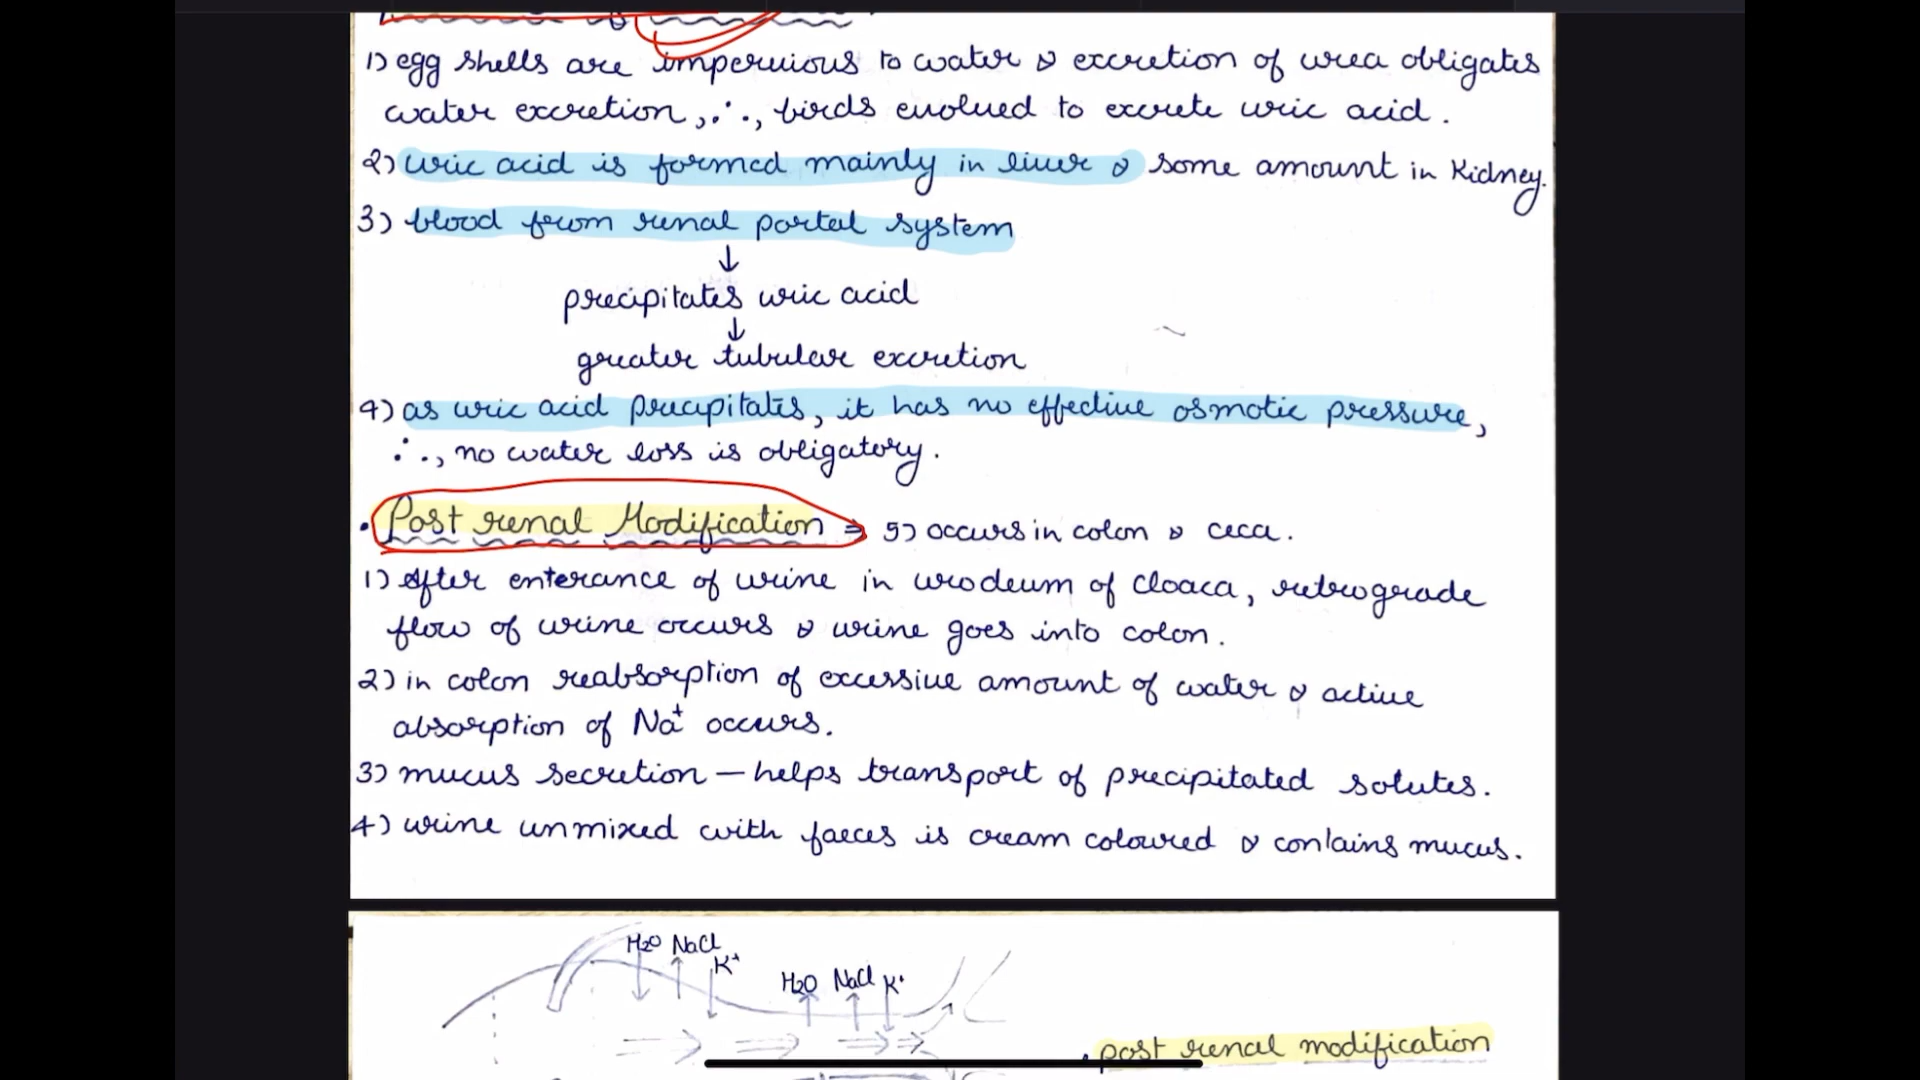 1) egg shells are impervious to water & excretion of urea obligates
water excretion, ∴, birds evolved to excrete uric acid.
2) uric acid is formed mainly in liver & some amount in Kidney.
3) blood from renal portal system
↓
precipitates uric acid
↓
greater tubular excretion
4) as uric acid precipitates, it has no effective osmotic pressure,
∴, no water loss is obligatory.
• Post renal Modification ⇒ 5) occurs in colon & ceca.
1) After enterance of urine in urodeum of Cloaca, retrograde
flow of urine occurs & urine goes into colon.
2) in colon reabsorption of excessive amount of water & active
absorption of Na⁺ occurs.
3) mucus secretion — helps transport of precipitated solutes.
4) urine unmixed with faeces is cream coloured & contains mucus.
H₂O NaCl K⁺
H₂O NaCl K⁺
• post renal modification